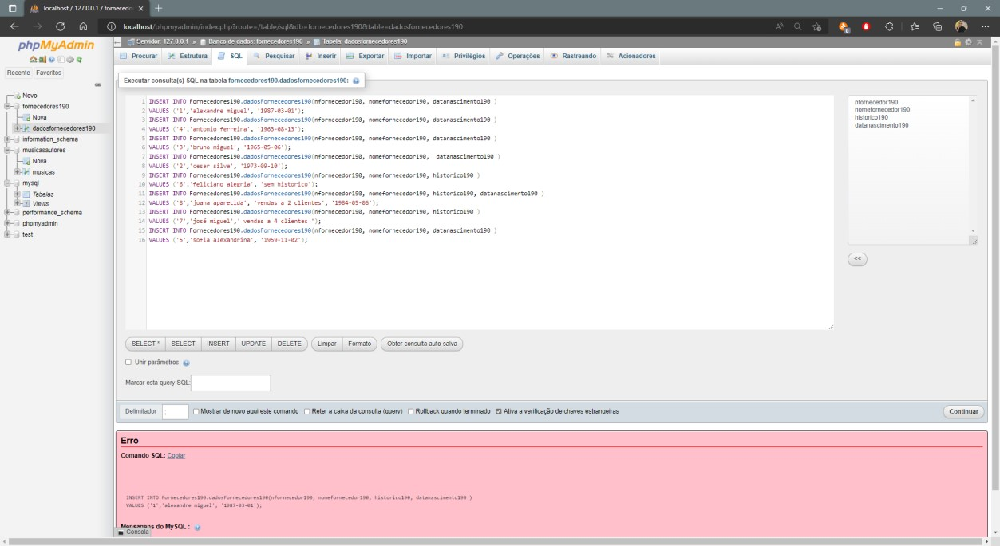 localhost / 127.0.0.1 / fornecedo
localhost/phpmyadmin/index.php?route=/table/sql&db=fornecedores190&table=dadosfornecedores190
phpMyAdmin
Recente Favoritos
Novo
fornecedores190
Nova
dadosfornecedores190
information_schema
musicasautores
Nova
musicas
mysql
Tabelas
Views
performance_schema
phpmyadmin
test
Servidor: 127.0.0.1 » Banco de dados: fornecedores190 » Tabela: dadosfornecedores190
Procurar Estrutura SQL Pesquisar Inserir Exportar Importar Privilégios Operações Rastreando Acionadores
Executar consulta(s) SQL na tabela fornecedores190.dadosfornecedores190:
1 INSERT INTO Fornecedores190.dadosFornecedores190(nfornecedor190, nomefornecedor190, datanascimento190 )
2 VALUES ('1','alexandre miguel', '1987-03-01');
3 INSERT INTO Fornecedores190.dadosFornecedores190(nfornecedor190, nomefornecedor190, datanascimento190 )
4 VALUES ('4','antonio ferreira', '1963-08-13');
5 INSERT INTO Fornecedores190.dadosFornecedores190(nfornecedor190, nomefornecedor190, datanascimento190 )
6 VALUES ('3','bruno miguel', '1965-05-06');
7 INSERT INTO Fornecedores190.dadosFornecedores190(nfornecedor190, nomefornecedor190,  datanascimento190 )
8 VALUES ('2','cesar silva', '1973-09-10');
9 INSERT INTO Fornecedores190.dadosFornecedores190(nfornecedor190, nomefornecedor190, historico190 )
10 VALUES ('6','feliciano alegria', 'sem historico');
11 INSERT INTO Fornecedores190.dadosFornecedores190(nfornecedor190, nomefornecedor190, historico190, datanascimento190 )
12 VALUES ('8','joana aparecida', 'vendas a 2 clientes', '1984-05-06');
13 INSERT INTO Fornecedores190.dadosFornecedores190(nfornecedor190, nomefornecedor190, historico190 )
14 VALUES ('7','josé miguel',' vendas a 4 clientes ');
15 INSERT INTO Fornecedores190.dadosFornecedores190(nfornecedor190, nomefornecedor190, datanascimento190 )
16 VALUES ('5','sofia alexandrina', '1959-11-02');
nfornecedor190
nomefornecedor190
historico190
datanascimento190
<<
SELECT * SELECT INSERT UPDATE DELETE Limpar Formato Obter consulta auto-salva
Unir parâmetros
Marcar esta query SQL:
Delimitador ; Mostrar de novo aqui este comando Reter a caixa da consulta (query) Rollback quando terminado Ativa a verificação de chaves estrangeiras Continuar
Erro
Comando SQL: Copiar
INSERT INTO Fornecedores190.dadosFornecedores190(nfornecedor190, nomefornecedor190, historico190, datanascimento190 )
VALUES ('1','alexandre miguel', '1987-03-01');
Mensagens do MySQL :
Consola